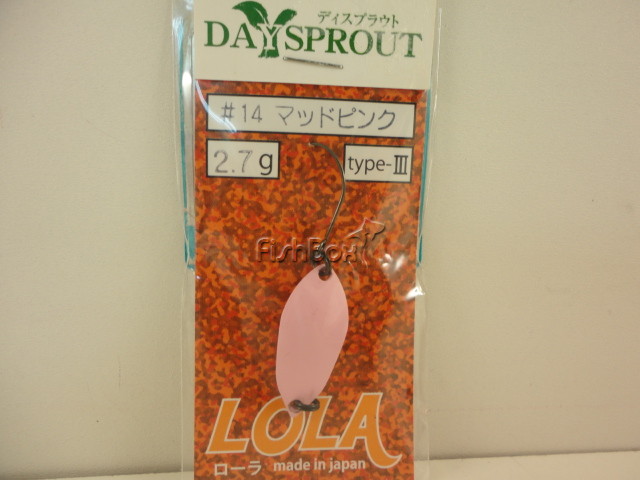 ディスプラウト
DAYSPROUT
#14 マッドピンク
2.7g type-III
FishBox
LOLA
ローラ made in japan